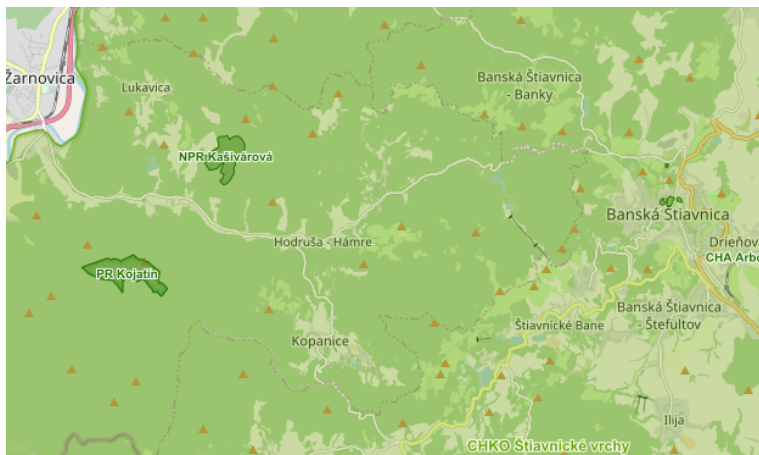 Žarnovica
Lukavica
Banská Štiavnica
- Banky
NPR Kašivárová
Banská Štiavnica
Hodruša - Hámre
Drieňová
CHA Arbo
PR Kojatín
Banská Štiavnica
- Štefultov
Štiavnické Bane
Kopanice
Ilija
CHKO Štiavnické vrchy